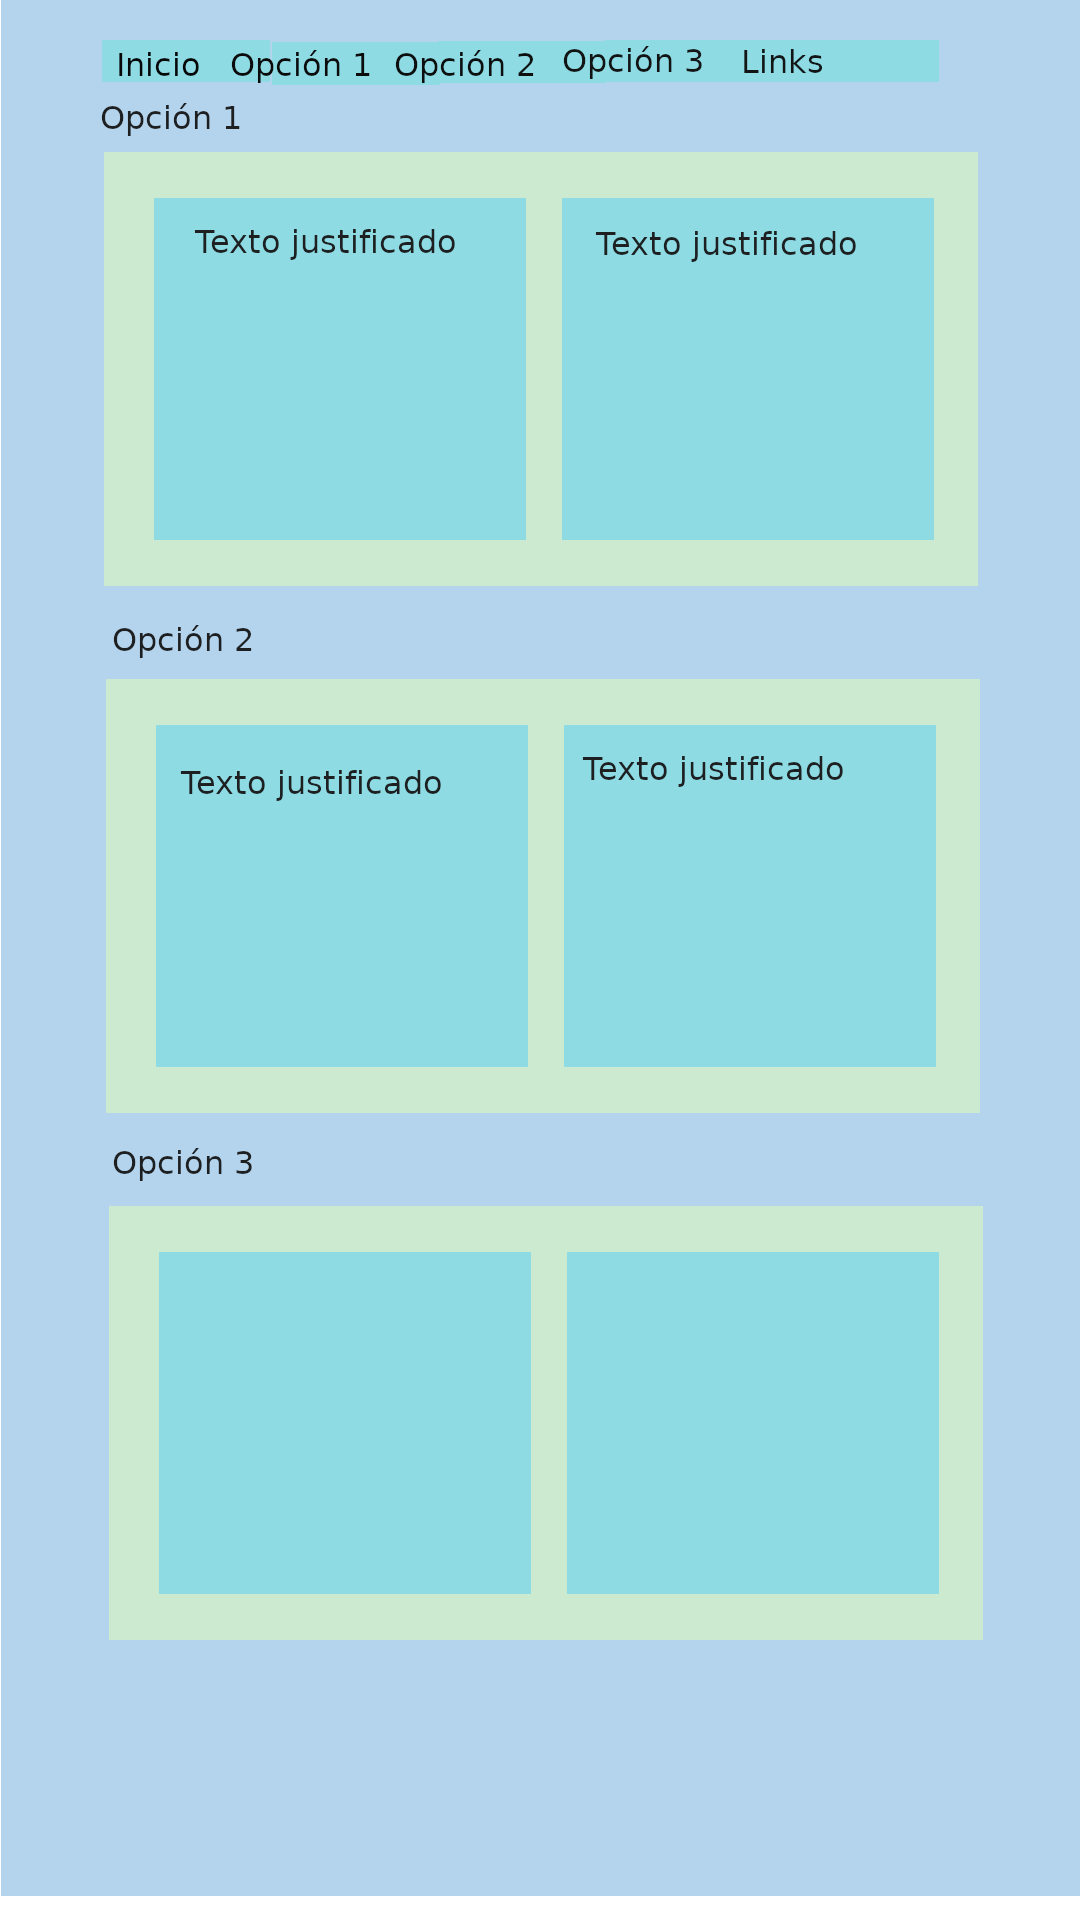 Inicio Opción 1 Opción 2 Opción 3 Links
Opción 1
Texto justificado Texto justificado
Opción 2
Texto justificado Texto justificado
Opción 3